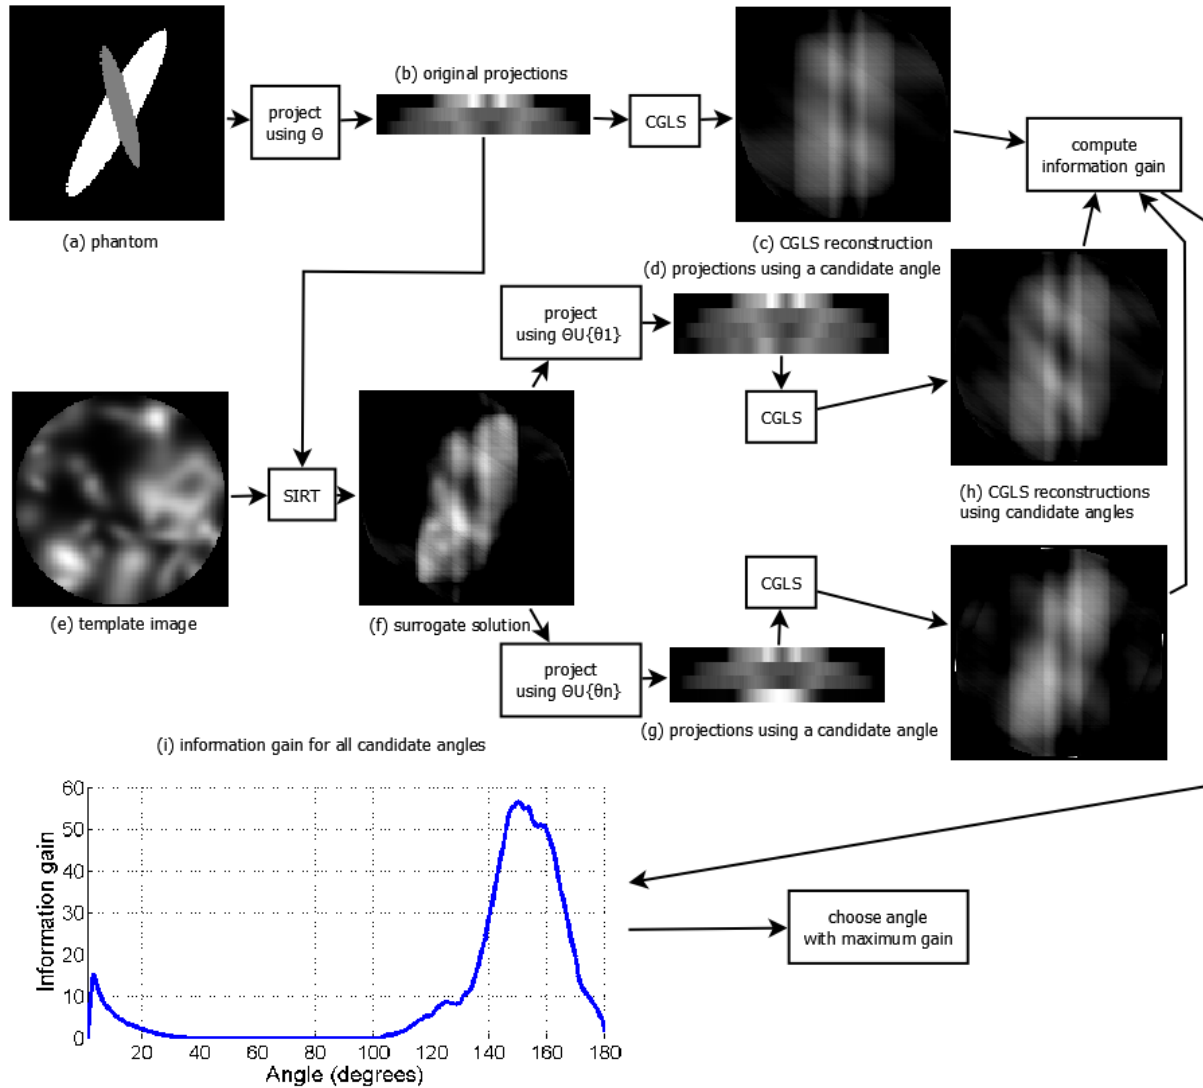 (b) original projections
project
using Θ
CGLS
compute
information gain
(a) phantom
(c) CGLS reconstruction
(d) projections using a candidate angle
project
using ΘU{θ1}
CGLS
SIRT
(h) CGLS reconstructions
using candidate angles
CGLS
(e) template image
(f) surrogate solution
project
using ΘU{θn}
(g) projections using a candidate angle
(i) information gain for all candidate angles
60
50
40
30
20
10
0
Information gain
20 40 60 80 100 120 140 160 180
Angle (degrees)
choose angle
with maximum gain